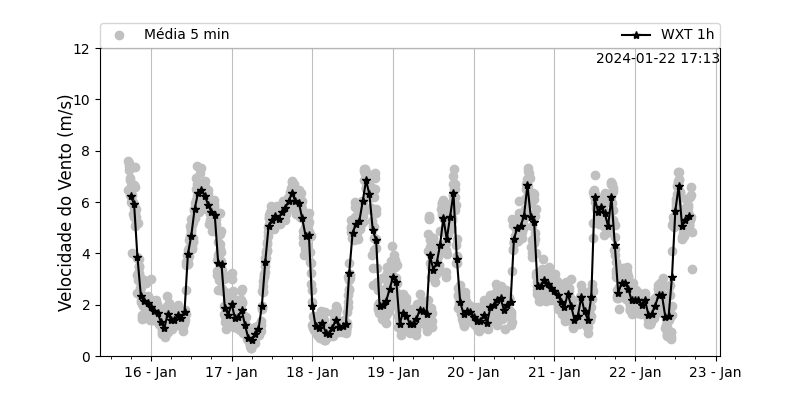 Média 5 min
WXT 1h
2024-01-22 17:13
Velocidade do Vento (m/s)
12
10
8
6
4
2
0
16 - Jan
17 - Jan
18 - Jan
19 - Jan
20 - Jan
21 - Jan
22 - Jan
23 - Jan